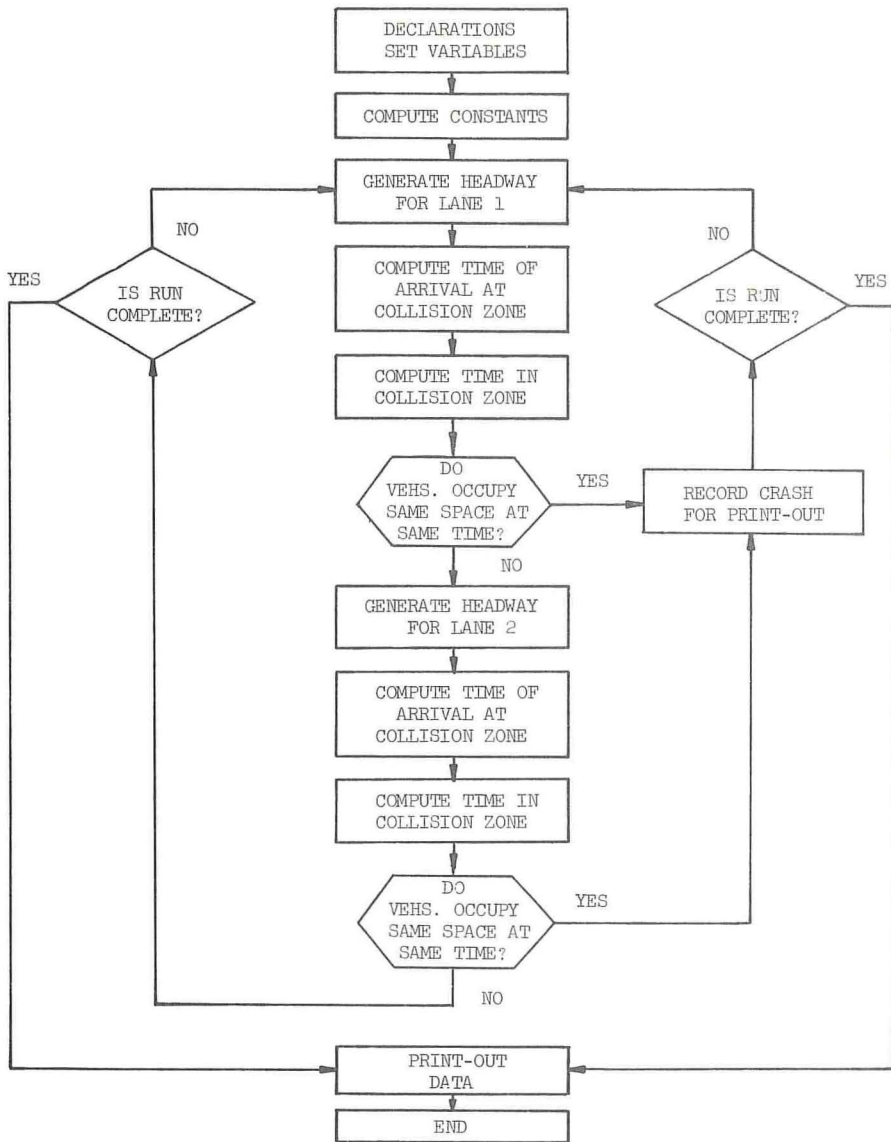 DECLARATIONS
SET VARIABLES
COMPUTE CONSTANTS
GENERATE HEADWAY
FOR LANE 1
NO
NO
YES
IS RUN
COMPLETE?
COMPUTE TIME OF
ARRIVAL AT
COLLISION ZONE
IS RUN
COMPLETE?
YES
COMPUTE TIME IN
COLLISION ZONE
DO
VEHS. OCCUPY
SAME SPACE AT
SAME TIME?
YES
RECORD CRASH
FOR PRINT-OUT
NO
GENERATE HEADWAY
FOR LANE 2
COMPUTE TIME OF
ARRIVAL AT
COLLISION ZONE
COMPUTE TIME IN
COLLISION ZONE
DO
VEHS. OCCUPY
SAME SPACE AT
SAME TIME?
YES
NO
PRINT-OUT
DATA
END